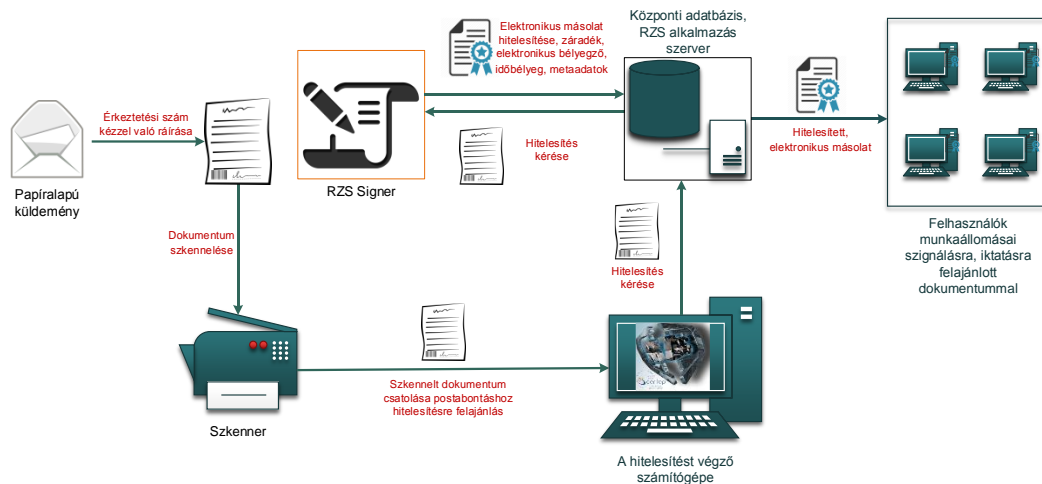 Elektronikus másolat
hitelesítése, záradék,
elektronikus bélyegző,
időbélyeg, metaadatok
Központi adatbázis,
RZS alkalmazás
szerver
Érkeztetési szám
kézzel való ráírása
Papíralapú
küldemény
RZS Signer
Hitelesítés
kérése
Hitelesített,
elektronikus másolat
Felhasználók
munkaállomásai
szignálásra, iktatásra
felajánlott
dokumentummal
Dokumentum
szkennelése
Hitelesítés
kérése
Szkennelt dokumentum
csatolása postabontáshoz
hitelesítésre felajánlás
Szkenner
A hitelesítést végző
számítógépe